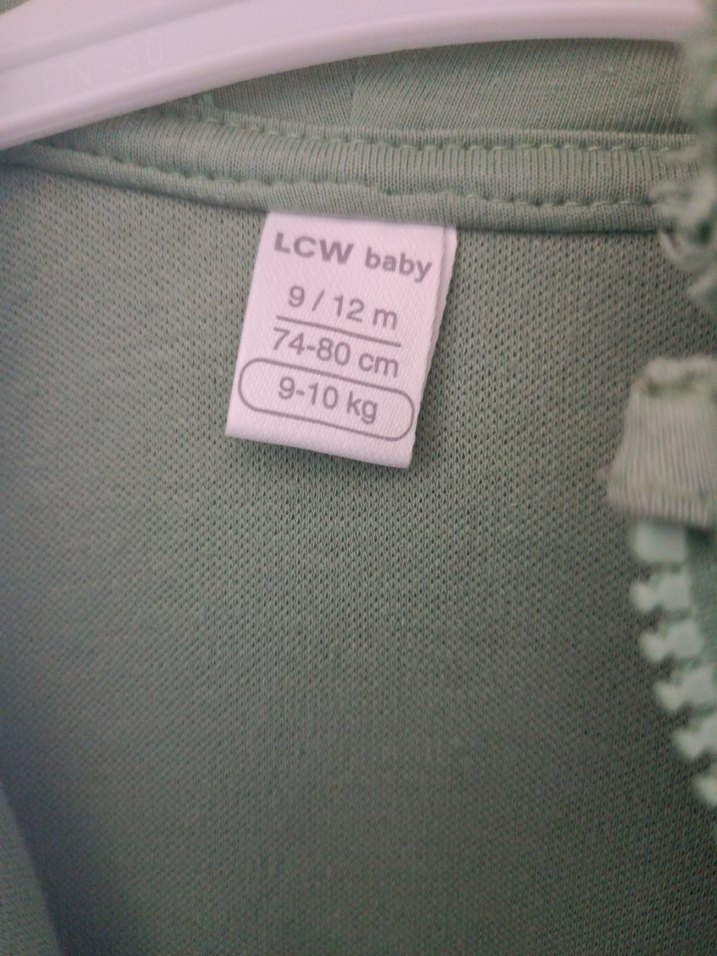 LCW baby
9 / 12 m
74-80 cm
9-10 kg